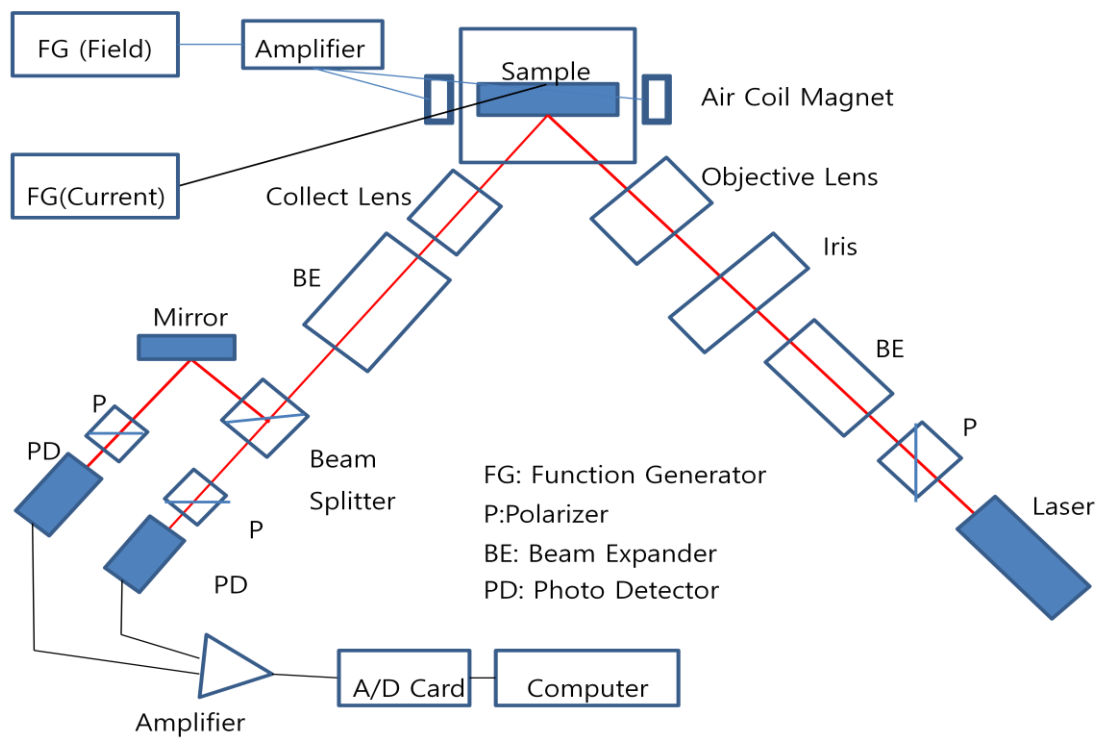 FG (Field)
Amplifier
Sample
Air Coil Magnet
FG(Current)
Collect Lens
Objective Lens
Iris
BE
Mirror
BE
P
P
PD
Beam
Splitter
P
PD
FG: Function Generator
P:Polarizer
BE: Beam Expander
PD: Photo Detector
Laser
A/D Card
Computer
Amplifier